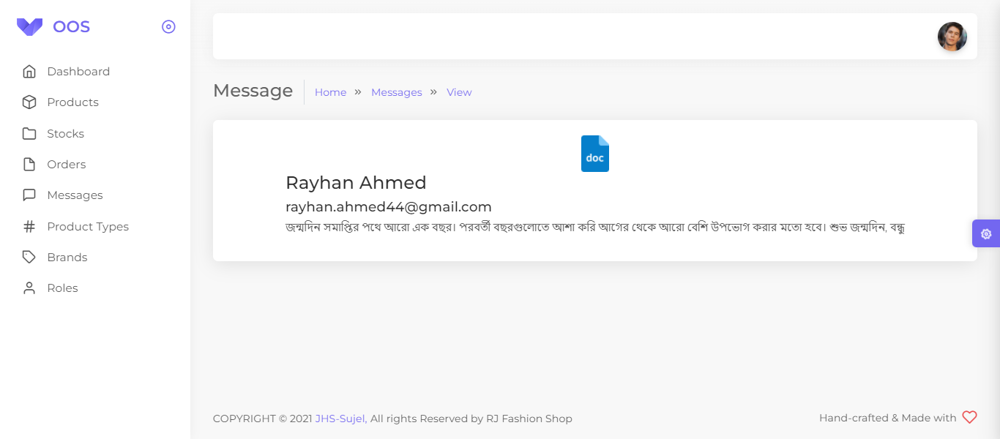 OOS
Dashboard
Products
Stocks
Orders
Messages
Product Types
Brands
Roles
Message
Home » Messages » View
doc
Rayhan Ahmed
rayhan.ahmed44@gmail.com
জন্মদিন সমাপ্তির পথে আরো এক বছর। পরবর্তী বছরগুলোতে আশা করি আগের থেকে আরো বেশি উপভোগ করার মতো হবে। শুভ জন্মদিন, বন্ধু
COPYRIGHT © 2021 JHS-Sujel, All rights Reserved by RJ Fashion Shop
Hand-crafted & Made with